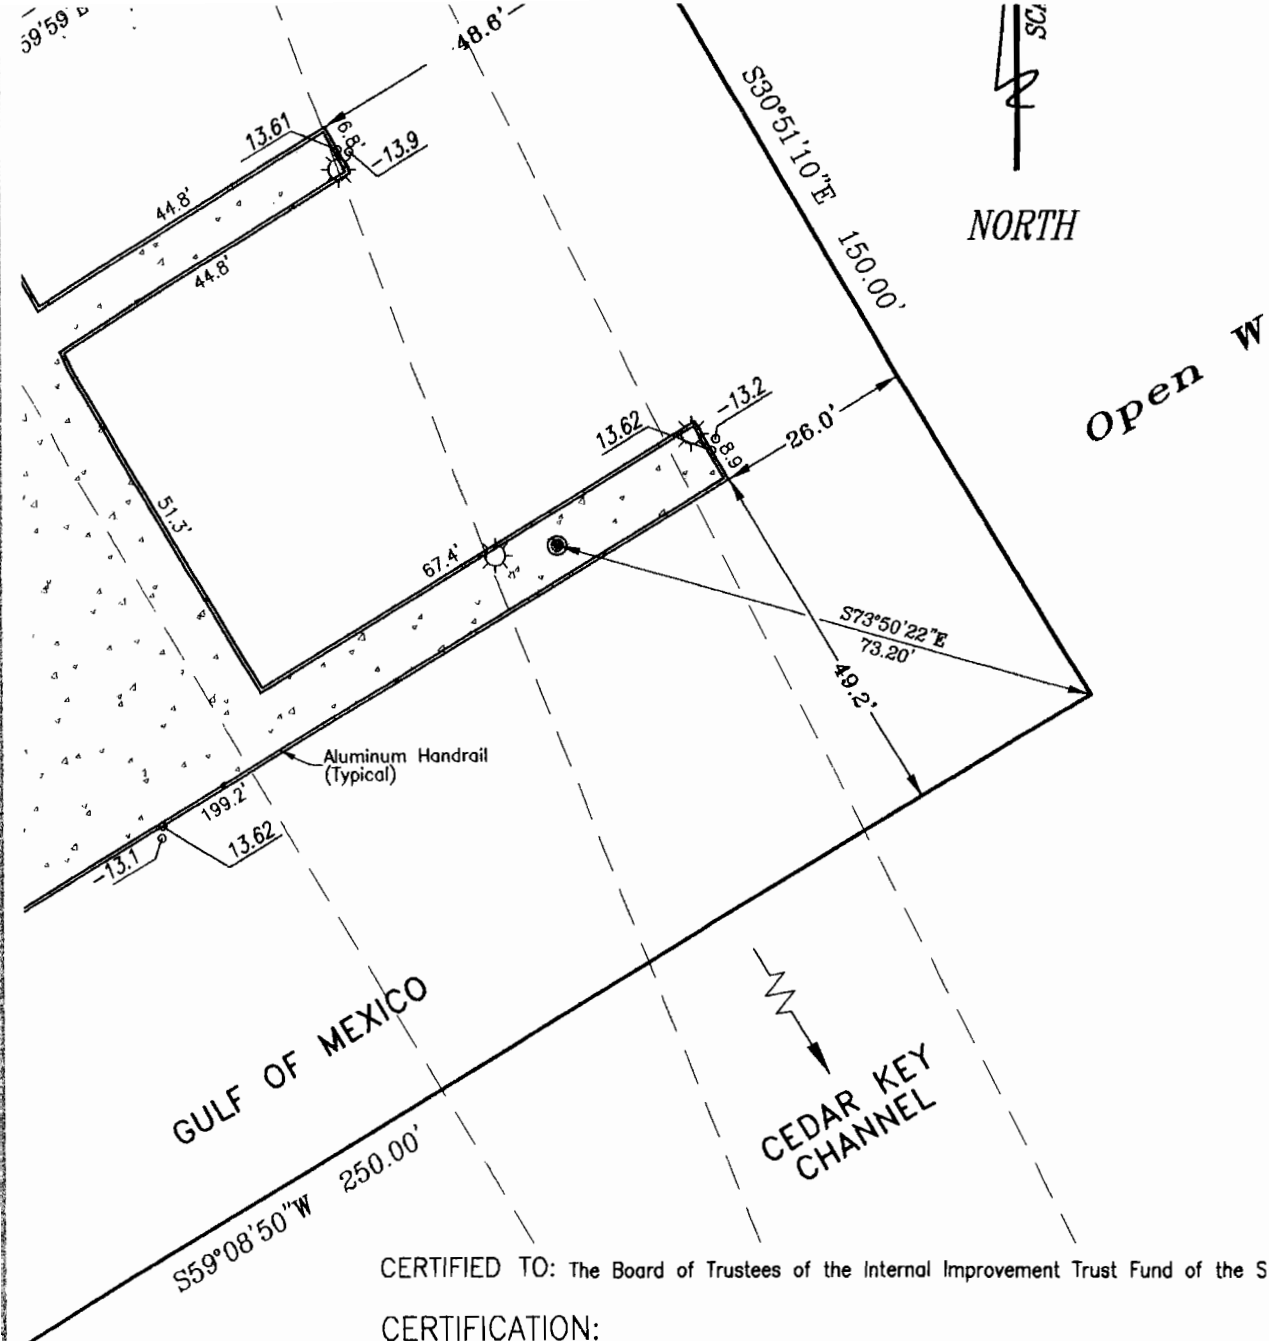 59'59"E
48.6'
SCA
S30°51'10"E 150.00'
NORTH
13.61
6.8'
-13.9
44.8'
44.8'
Open W
-13.2
13.62
8.9
26.0'
51.3'
67.4'
S73°50'22"E
73.20'
49.2'
Aluminum Handrail
(Typical)
199.2'
13.62
-13.1
GULF OF MEXICO
CEDAR KEY
CHANNEL
S59°08'50"W 250.00'
CERTIFIED TO: The Board of Trustees of the Internal Improvement Trust Fund of the S
CERTIFICATION: